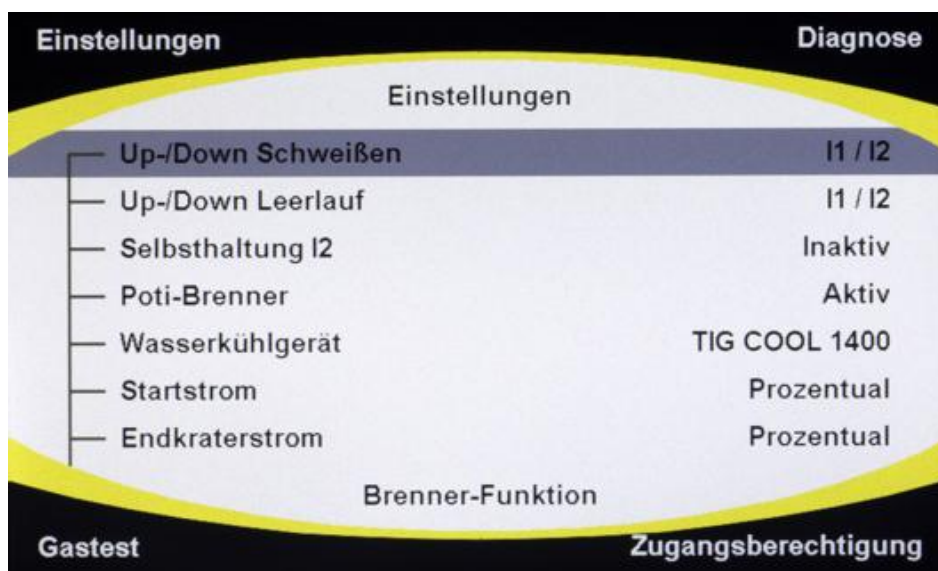 Einstellungen Diagnose
Einstellungen
Up-/Down Schweißen I1 / I2
Up-/Down Leerlauf I1 / I2
Selbsthaltung I2 Inaktiv
Poti-Brenner Aktiv
Wasserkühlgerät TIG COOL 1400
Startstrom Prozentual
Endkraterstrom Prozentual
Brenner-Funktion
Gastest Zugangsberechtigung